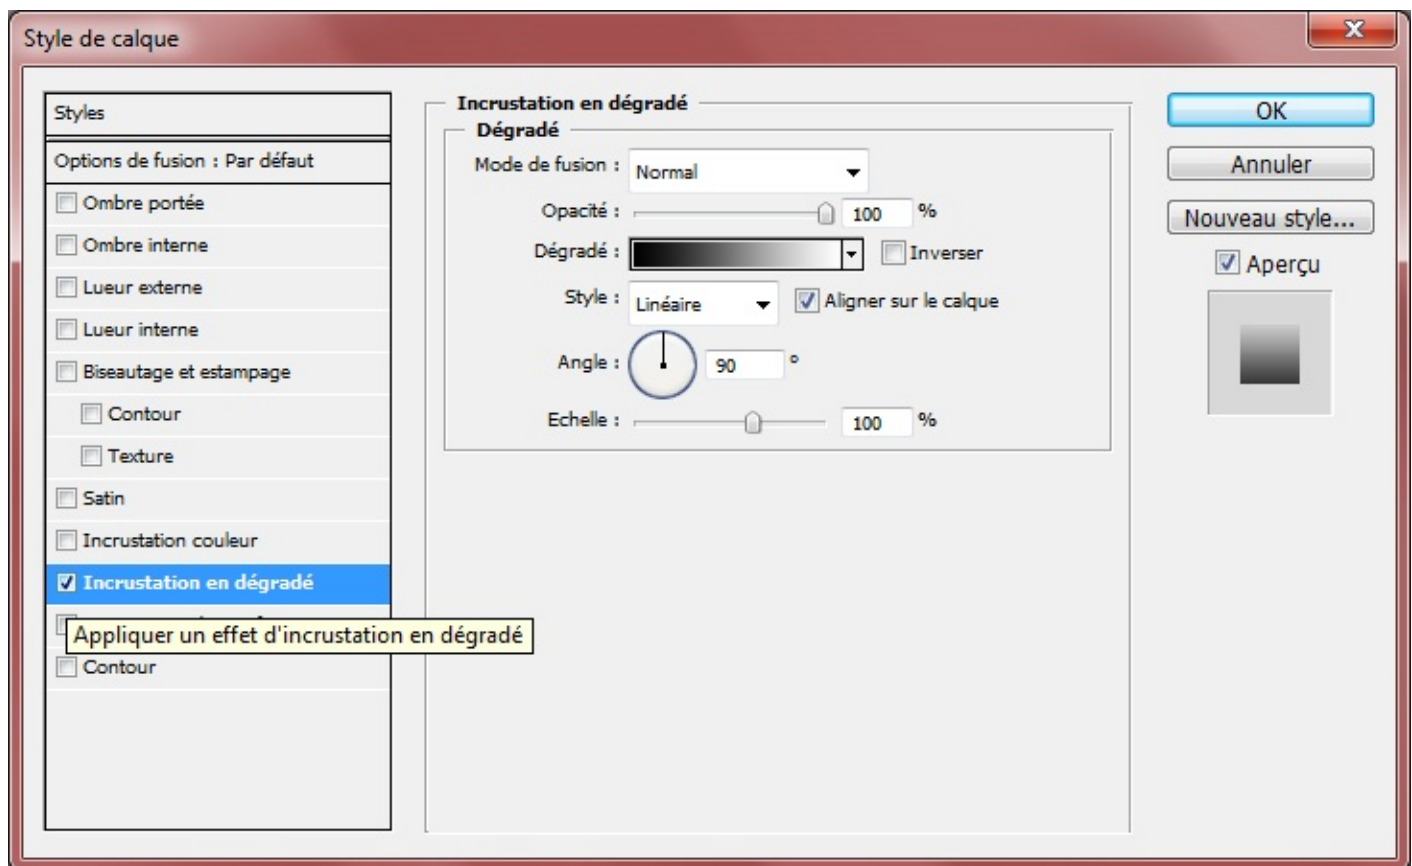 Style de calque
Styles
Options de fusion : Par défaut
Ombre portée
Ombre interne
Lueur externe
Lueur interne
Biseautage et estampage
Contour
Texture
Satin
Incrustation couleur
Incrustation en dégradé
Appliquer un effet d'incrustation en dégradé
Contour
Incrustation en dégradé
Dégradé
Mode de fusion : Normal
Opacité : 100 %
Dégradé : Inverser
Style : Linéaire Aligner sur le calque
Angle : 90 °
Echelle : 100 %
OK
Annuler
Nouveau style...
Aperçu